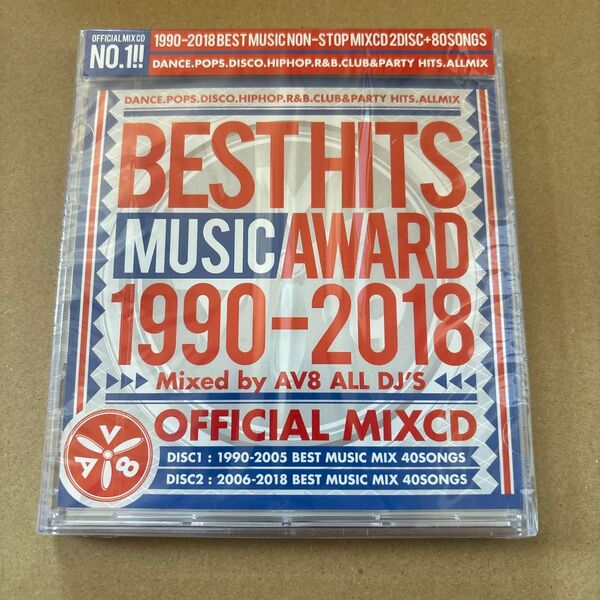 OFFICIAL MIX CD
NO.1!!
1990-2018 BEST MUSIC NON-STOP MIXCD 2DISC+80SONGS
DANCE.POPS.DISCO.HIPHOP.R&B.CLUB&PARTY HITS.ALLMIX
DANCE.POPS.DISCO.HIPHOP.R&B.CLUB&PARTY HITS.ALLMIX
BEST HITS
MUSIC/AWARD
1990-2018
Mixed by AV8 ALL DJ'S
OFFICIAL MIXCD
AV8
DISC1 : 1990-2005 BEST MUSIC MIX 40SONGS
DISC2 : 2006-2018 BEST MUSIC MIX 40SONGS